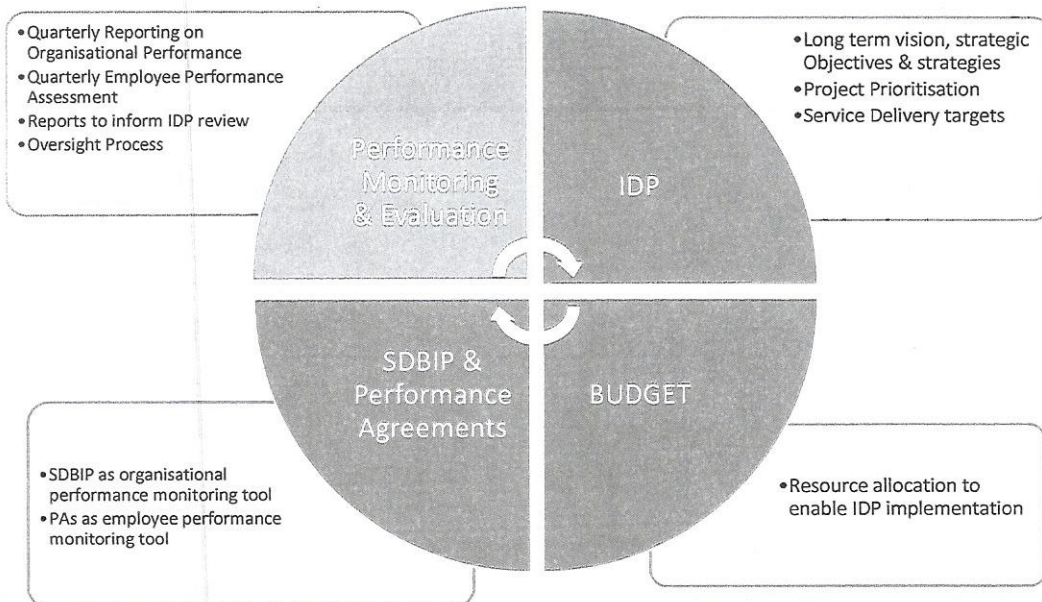 •Quarterly Reporting on
Organisational Performance
•Quarterly Employee Performance
Assessment
•Reports to inform IDP review
•Oversight Process
•Long term vision, strategic
Objectives & strategies
•Project Prioritisation
•Service Delivery targets
Performance
Monitoring
& Evaluation
IDP
SDBIP &
Performance
Agreements
BUDGET
•SDBIP as organisational
performance monitoring tool
•PAs as employee performance
monitoring tool
•Resource allocation to
enable IDP implementation